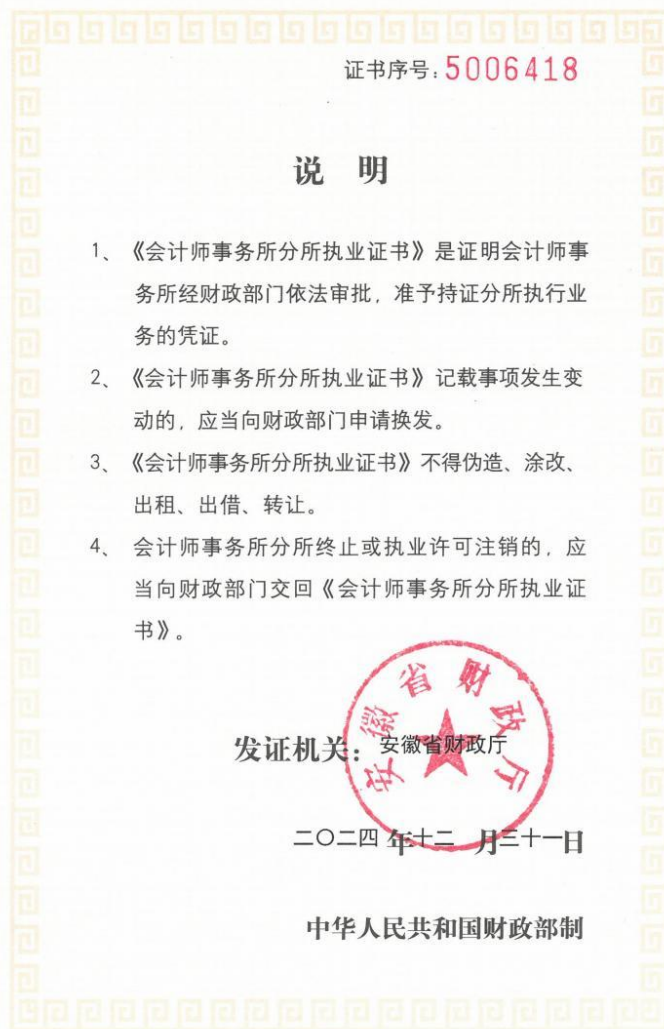 证书序号：5006418
说 明
1、《会计师事务所分所执业证书》是证明会计师事
务所经财政部门依法审批，准予持证分所执行业
务的凭证。
2、《会计师事务所分所执业证书》记载事项发生变
动的，应当向财政部门申请换发。
3、《会计师事务所分所执业证书》不得伪造、涂改、
出租、出借、转让。
4、会计师事务所分所终止或执业许可注销的，应
当向财政部门交回《会计师事务所分所执业证
书》。
安徽省财政厅
发证机关：安徽省财政厅
二〇二四 年十二 月三十一日
中华人民共和国财政部制